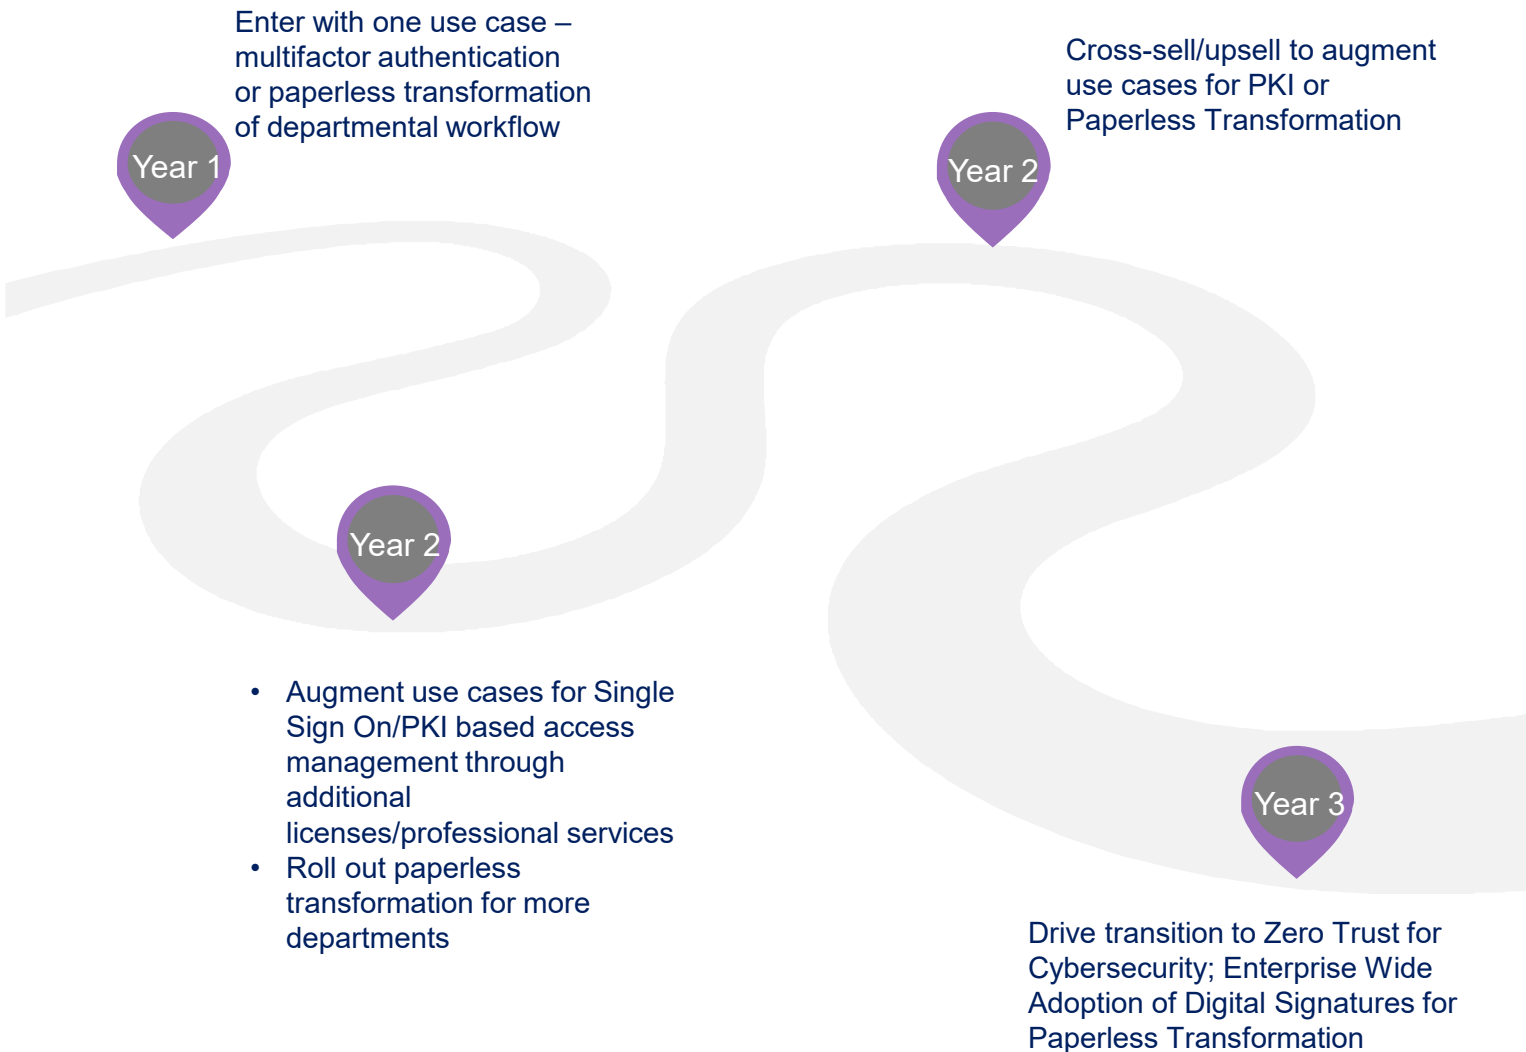 Enter with one use case –
multifactor authentication
or paperless transformation
of departmental workflow
Year 1
Cross-sell/upsell to augment
use cases for PKI or
Paperless Transformation
Year 2
Year 2
• Augment use cases for Single
Sign On/PKI based access
management through
additional
licenses/professional services
• Roll out paperless
transformation for more
departments
Year 3
Drive transition to Zero Trust for
Cybersecurity; Enterprise Wide
Adoption of Digital Signatures for
Paperless Transformation